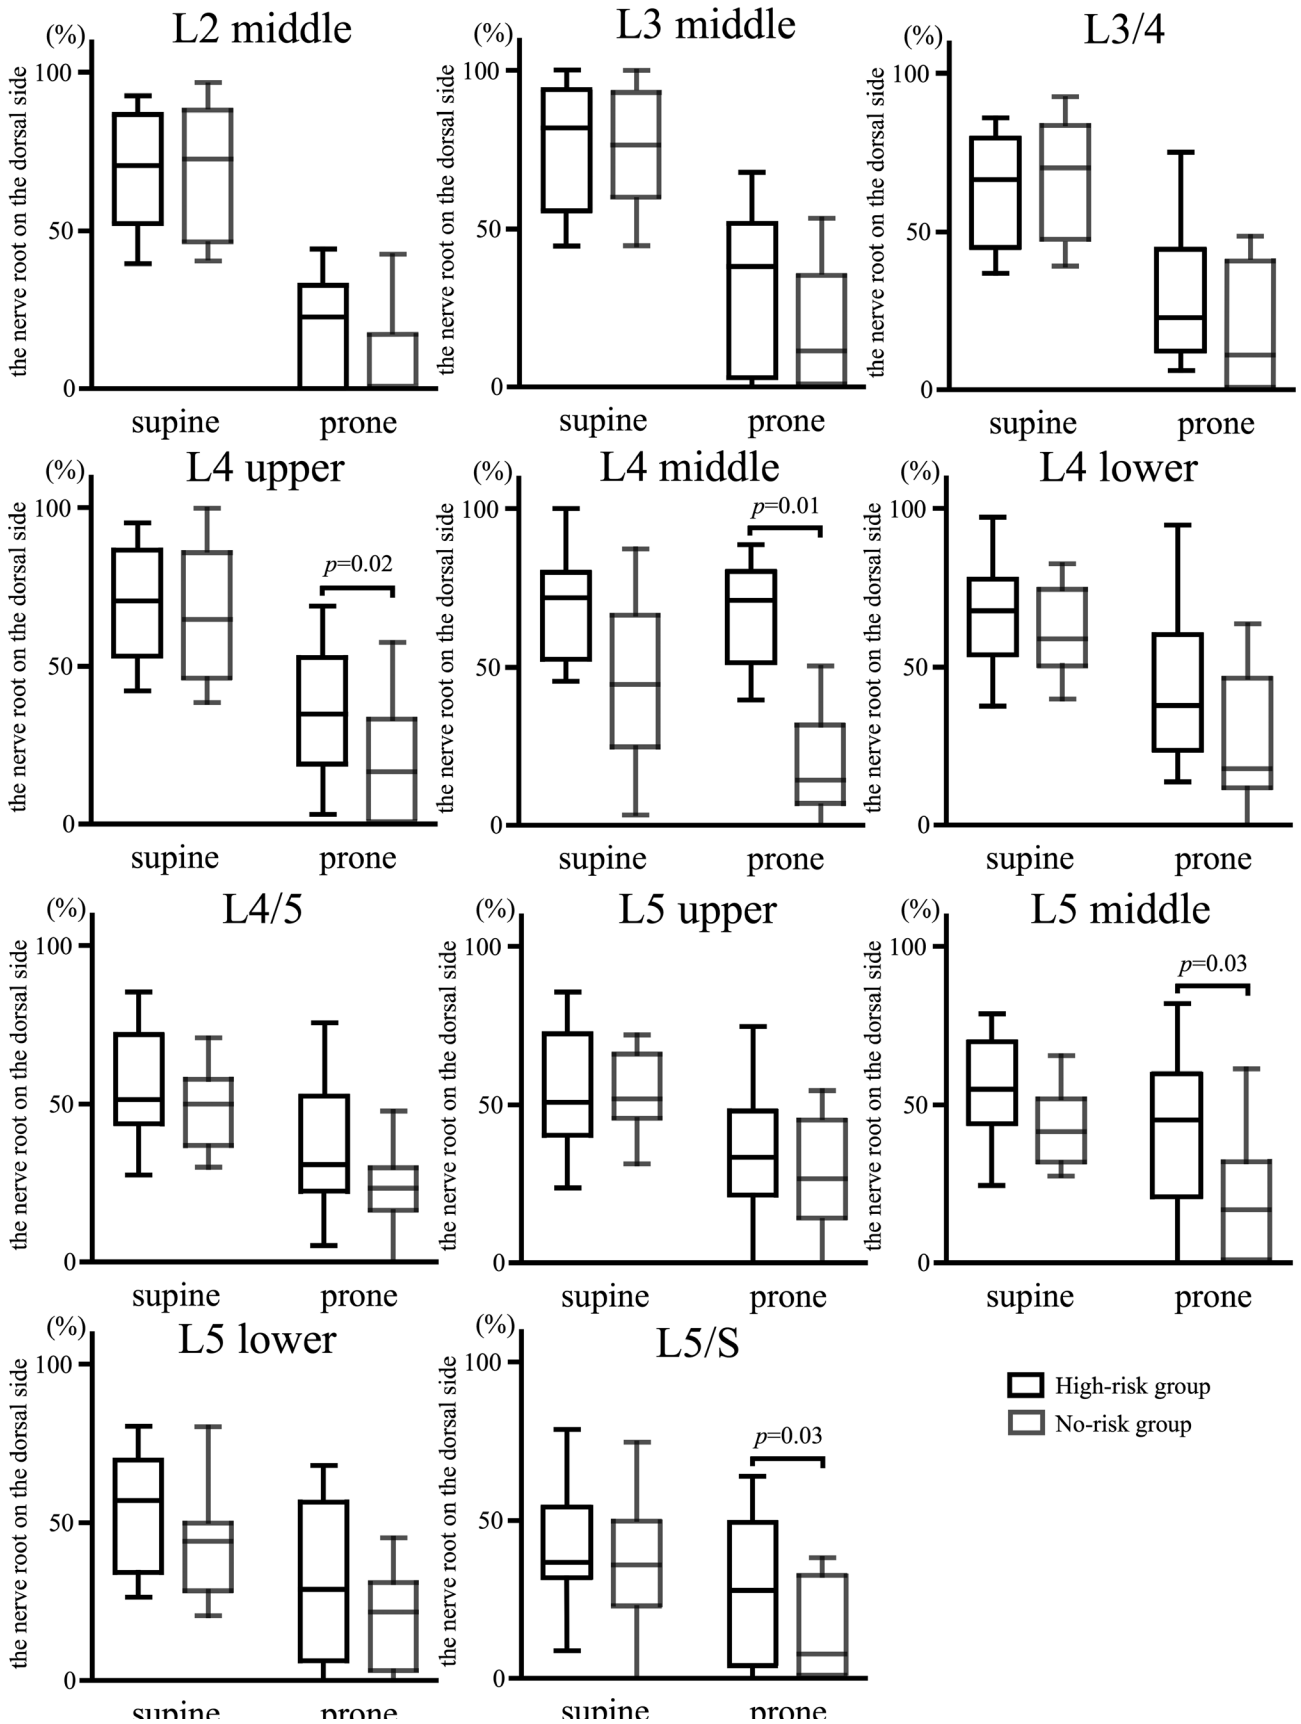 L2 middle
(%)
the nerve root on the dorsal side
100
50
0
supine
prone
L3 middle
(%)
the nerve root on the dorsal side
100
50
0
supine
prone
L3/4
(%)
the nerve root on the dorsal side
100
50
0
supine
prone
L4 upper
(%)
the nerve root on the dorsal side
100
50
0
p=0.02
supine
prone
L4 middle
(%)
the nerve root on the dorsal side
100
50
0
p=0.01
supine
prone
L4 lower
(%)
the nerve root on the dorsal side
100
50
0
supine
prone
L4/5
(%)
the nerve root on the dorsal side
100
50
0
supine
prone
L5 upper
(%)
the nerve root on the dorsal side
100
50
0
supine
prone
L5 middle
(%)
the nerve root on the dorsal side
100
50
0
p=0.03
supine
prone
L5 lower
(%)
the nerve root on the dorsal side
100
50
0
supine
prone
L5/S
(%)
the nerve root on the dorsal side
100
50
0
p=0.03
supine
prone
High-risk group
No-risk group